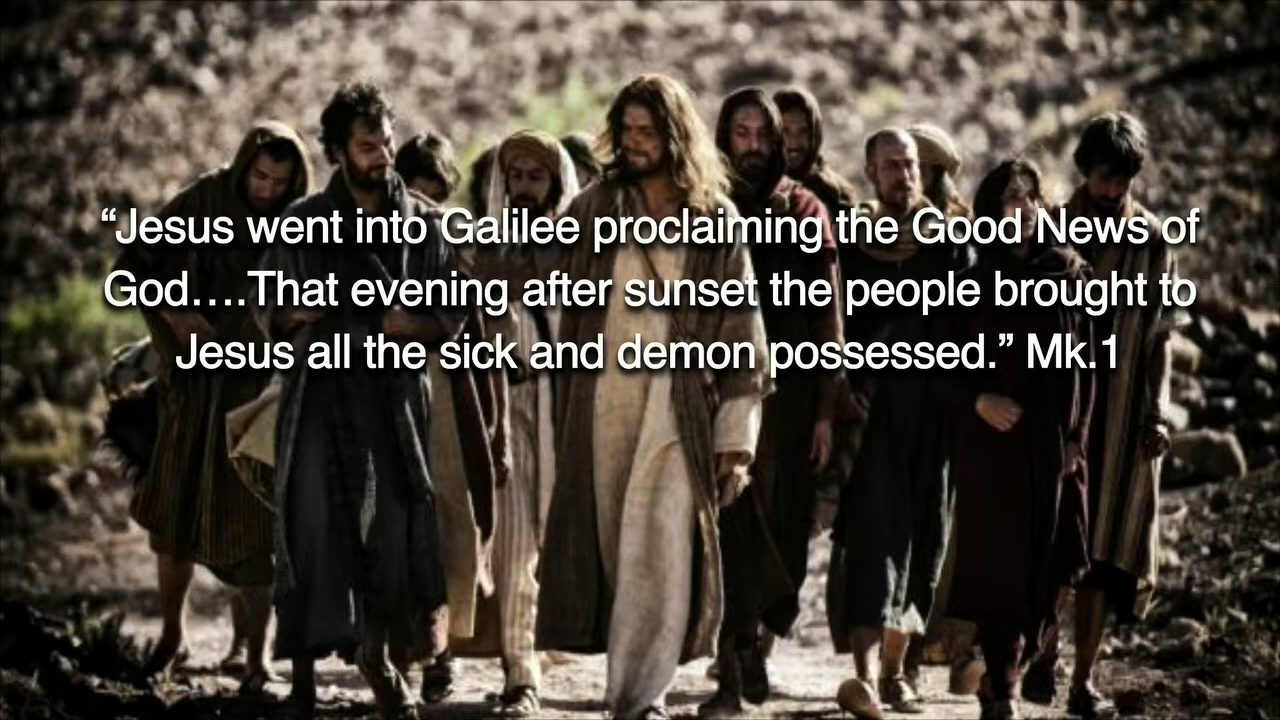 “Jesus went into Galilee proclaiming the Good News of
God….That evening after sunset the people brought to
Jesus all the sick and demon possessed.” Mk.1